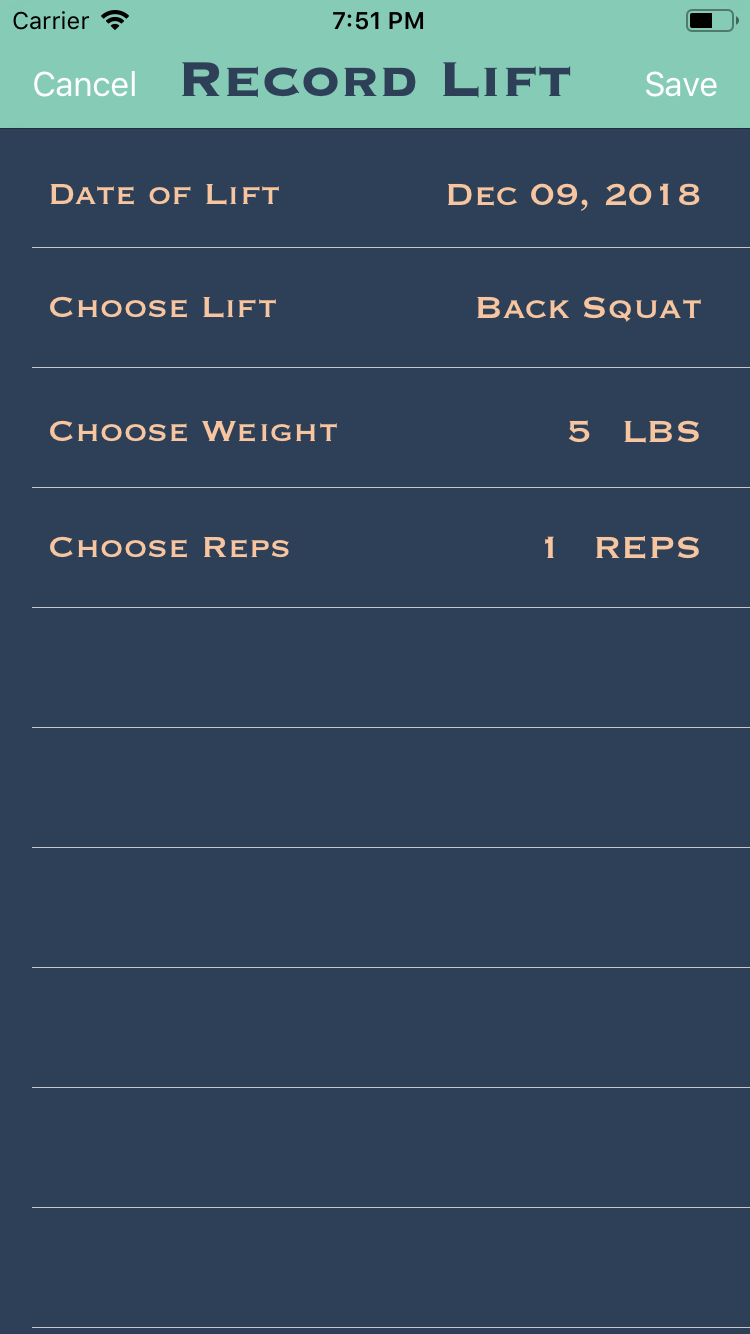 Carrier 7:51 PM
Cancel Record Lift Save
Date of Lift Dec 09, 2018
Choose Lift Back Squat
Choose Weight 5 LBS
Choose Reps 1 REPS